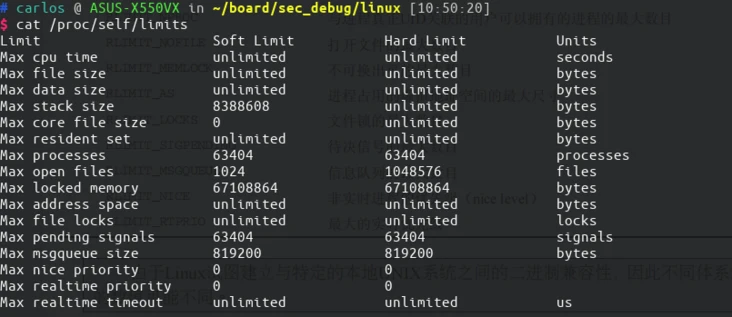 # carlos @ ASUS-X550VX in ~/board/sec_debug/linux [10:50:20]
$ cat /proc/self/limits
Limit                     Soft Limit           Hard Limit           Units
Max cpu time              unlimited            unlimited            seconds
Max file size             unlimited            unlimited            bytes
Max data size             unlimited            unlimited            bytes
Max stack size            8388608              unlimited            bytes
Max core file size        0                    unlimited            bytes
Max resident set          unlimited            unlimited            bytes
Max processes             63404                63404                processes
Max open files            1024                 1048576              files
Max locked memory         67108864             67108864             bytes
Max address space         unlimited            unlimited            bytes
Max file locks            unlimited            unlimited            locks
Max pending signals       63404                63404                signals
Max msgqueue size         819200               819200               bytes
Max nice priority         0                    0
Max realtime priority     0                    0
Max realtime timeout      unlimited            unlimited            us